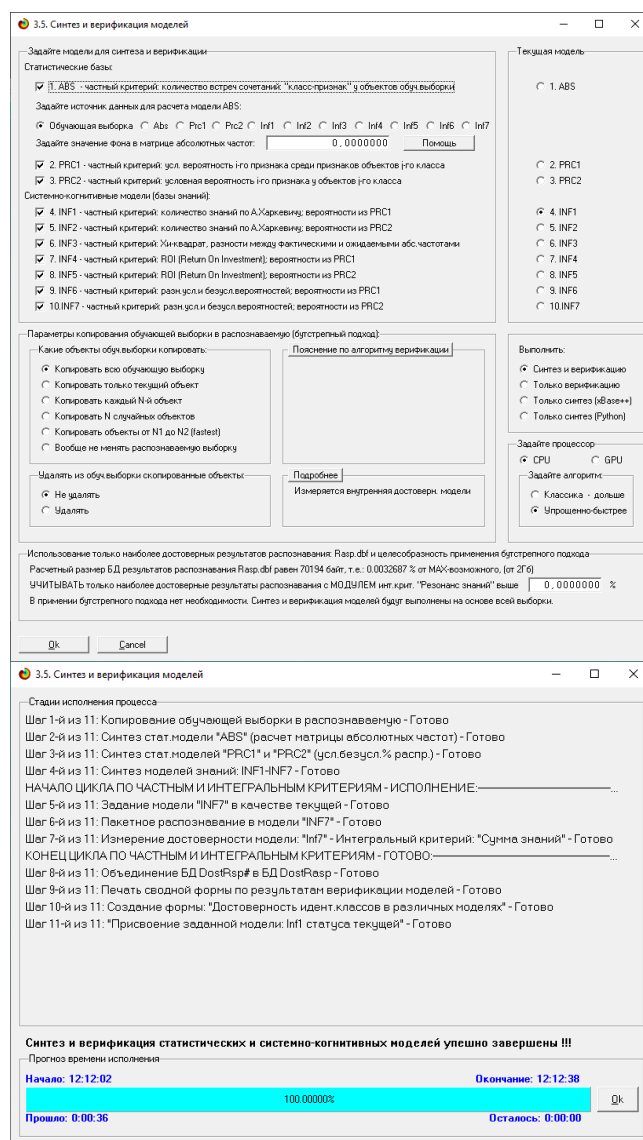 3.5. Синтез и верификация моделей
Задайте модели для синтеза и верификации
Статистические базы:
1. ABS - частный критерий: количество встреч сочетаний: "класс-признак" у объектов обуч.выборки
Задайте источник данных для расчета модели ABS:
Обучающая выборка Abs Prc1 Prc2 Inf1 Inf2 Inf3 Inf4 Inf5 Inf6 Inf7
Задайте значение фона в матрице абсолютных частот: 0,0000000 Помощь
2. PRC1 - частный критерий: усл. вероятность i-го признака среди признаков объектов j-го класса
3. PRC2 - частный критерий: условная вероятность i-го признака у объектов j-го класса
Системно-когнитивные модели (базы знаний):
4. INF1 - частный критерий: количество знаний по А.Харкевичу; вероятности из PRC1
5. INF2 - частный критерий: количество знаний по А.Харкевичу; вероятности из PRC2
6. INF3 - частный критерий: Хи-квадрат, разности между фактическими и ожидаемыми абс.частотами
7. INF4 - частный критерий: ROI (Return On Investment); вероятности из PRC1
8. INF5 - частный критерий: ROI (Return On Investment); вероятности из PRC2
9. INF6 - частный критерий: разн.усл.и безусл.вероятностей; вероятности из PRC1
10.INF7 - частный критерий: разн.усл.и безусл.вероятностей; вероятности из PRC2
Текущая модель
1. ABS
2. PRC1
3. PRC2
4. INF1
5. INF2
6. INF3
7. INF4
8. INF5
9. INF6
10.INF7
Параметры копирования обучающей выборки в распознаваемую (бутстрепный подход):
Какие объекты обуч.выборки копировать:
Копировать всю обучающую выборку
Копировать только текущий объект
Копировать каждый N-й объект
Копировать N случайных объектов
Копировать объекты от N1 до N2 (fastest)
Вообще не менять распознаваемую выборку
Пояснение по алгоритму верификации
Удалять из обуч.выборки скопированные объекты:
Не удалять
Удалять
Подробнее
Измеряется внутренняя достоверн. модели
Выполнить:
Синтез и верификацию
Только верификацию
Только синтез (xBase++)
Только синтез (Python)
Задайте процессор
CPU GPU
Задайте алгоритм:
Классика - дольше
Упрощенно-быстрее
Использование только наиболее достоверных результатов распознавания: Rasp.dbf и целесобразность применения бутстрепного подхода
Расчетный размер БД результатов распознавания Rasp.dbf равен 70194 байт, т.е.: 0.0032687 % от MAX-возможного, (от 2Гб)
УЧИТЫВАТЬ только наиболее достоверные результаты распознавания с МОДУЛЕМ инт.крит. "Резонанс знаний" выше 0,0000000 %
В примении бутстрепного подхода нет необходимости. Синтез и верификация моделей будут выполнены на основе всей выборки.
Ok Cancel
3.5. Синтез и верификация моделей
Стадии исполнения процесса
Шаг 1-й из 11: Копирование обучающей выборки в распознаваемую - Готово
Шаг 2-й из 11: Синтез стат.модели "ABS" (расчет матрицы абсолютных частот) - Готово
Шаг 3-й из 11: Синтез стат.моделей "PRC1" и "PRC2" (усл.безусл.% распр.) - Готово
Шаг 4-й из 11: Синтез моделей знаний: INF1-INF7 - Готово
НАЧАЛО ЦИКЛА ПО ЧАСТНЫМ И ИНТЕГРАЛЬНЫМ КРИТЕРИЯМ - ИСПОЛНЕНИЕ:————————...
Шаг 5-й из 11: Задание модели "INF7" в качестве текущей - Готово
Шаг 6-й из 11: Пакетное распознавание в модели "INF7" - Готово
Шаг 7-й из 11: Измерение достоверности модели: "Inf7" - Интегральный критерий: "Сумма знаний" - Готово
КОНЕЦ ЦИКЛА ПО ЧАСТНЫМ И ИНТЕГРАЛЬНЫМ КРИТЕРИЯМ - ГОТОВО:——————————...
Шаг 8-й из 11: Объединение БД DostRsp# в БД DostRasp - Готово
Шаг 9-й из 11: Печать сводной формы по результатам верификации моделей - Готово
Шаг 10-й из 11: Создание формы: "Достоверность идент.классов в различных моделях" - Готово
Шаг 11-й из 11: "Присвоение заданной модели: Inf1 статуса текущей" - Готово
Синтез и верификация статистических и системно-когнитивных моделей упешно завершены !!!
Прогноз времени исполнения
Начало: 12:12:02 Окончание: 12:12:38
100.00000% Ok
Прошло: 0:00:36 Осталось: 0:00:00